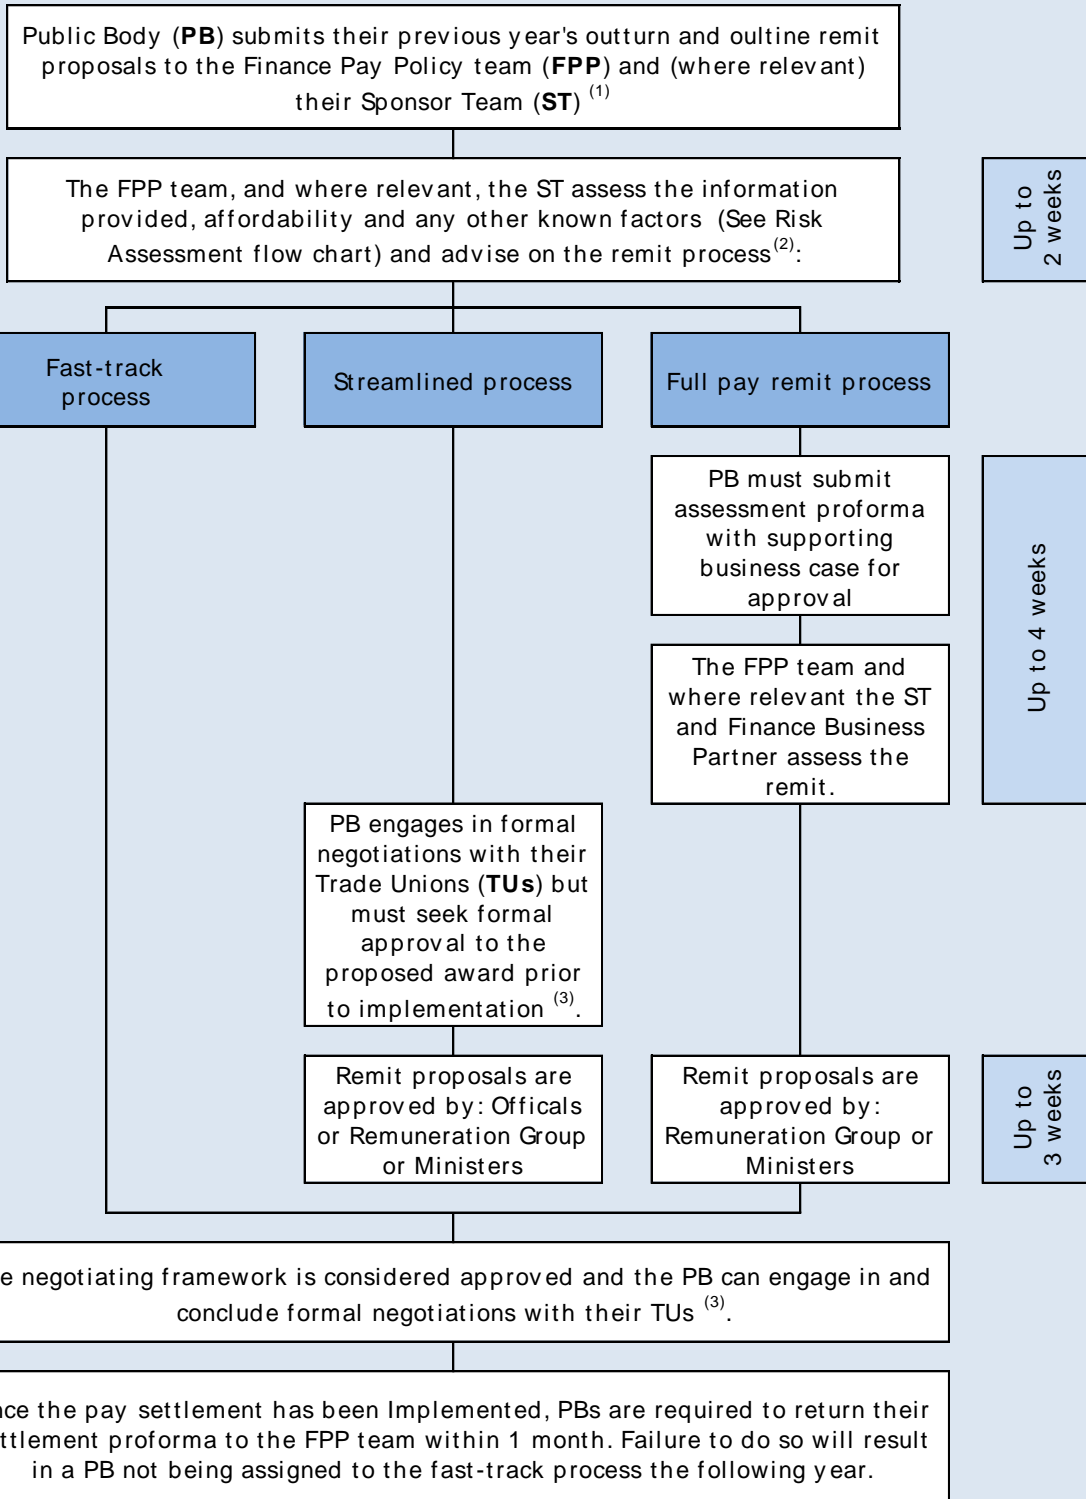 Public Body (PB) submits their previous year's outturn and oultine remit
proposals to the Finance Pay Policy team (FPP) and (where relevant)
their Sponsor Team (ST) (1)
The FPP team, and where relevant, the ST assess the information
provided, affordability and any other known factors (See Risk
Assessment flow chart) and advise on the remit process(2):
Up to
2 weeks
Fast-track
process
Streamlined process
Full pay remit process
PB must submit
assessment proforma
with supporting
business case for
approval
The FPP team and
where relevant the ST
and Finance Business
Partner assess the
remit.
Up to 4 weeks
PB engages in formal
negotiations with their
Trade Unions (TUs) but
must seek formal
approval to the
proposed award prior
to implementation (3).
Remit proposals are
approved by: Officals
or Remuneration Group
or Ministers
Remit proposals are
approved by:
Remuneration Group or
Ministers
Up to
3 weeks
e negotiating framework is considered approved and the PB can engage in and
conclude formal negotiations with their TUs (3).
nce the pay settlement has been Implemented, PBs are required to return their
ttlement proforma to the FPP team within 1 month. Failure to do so will result
in a PB not being assigned to the fast-track process the following year.